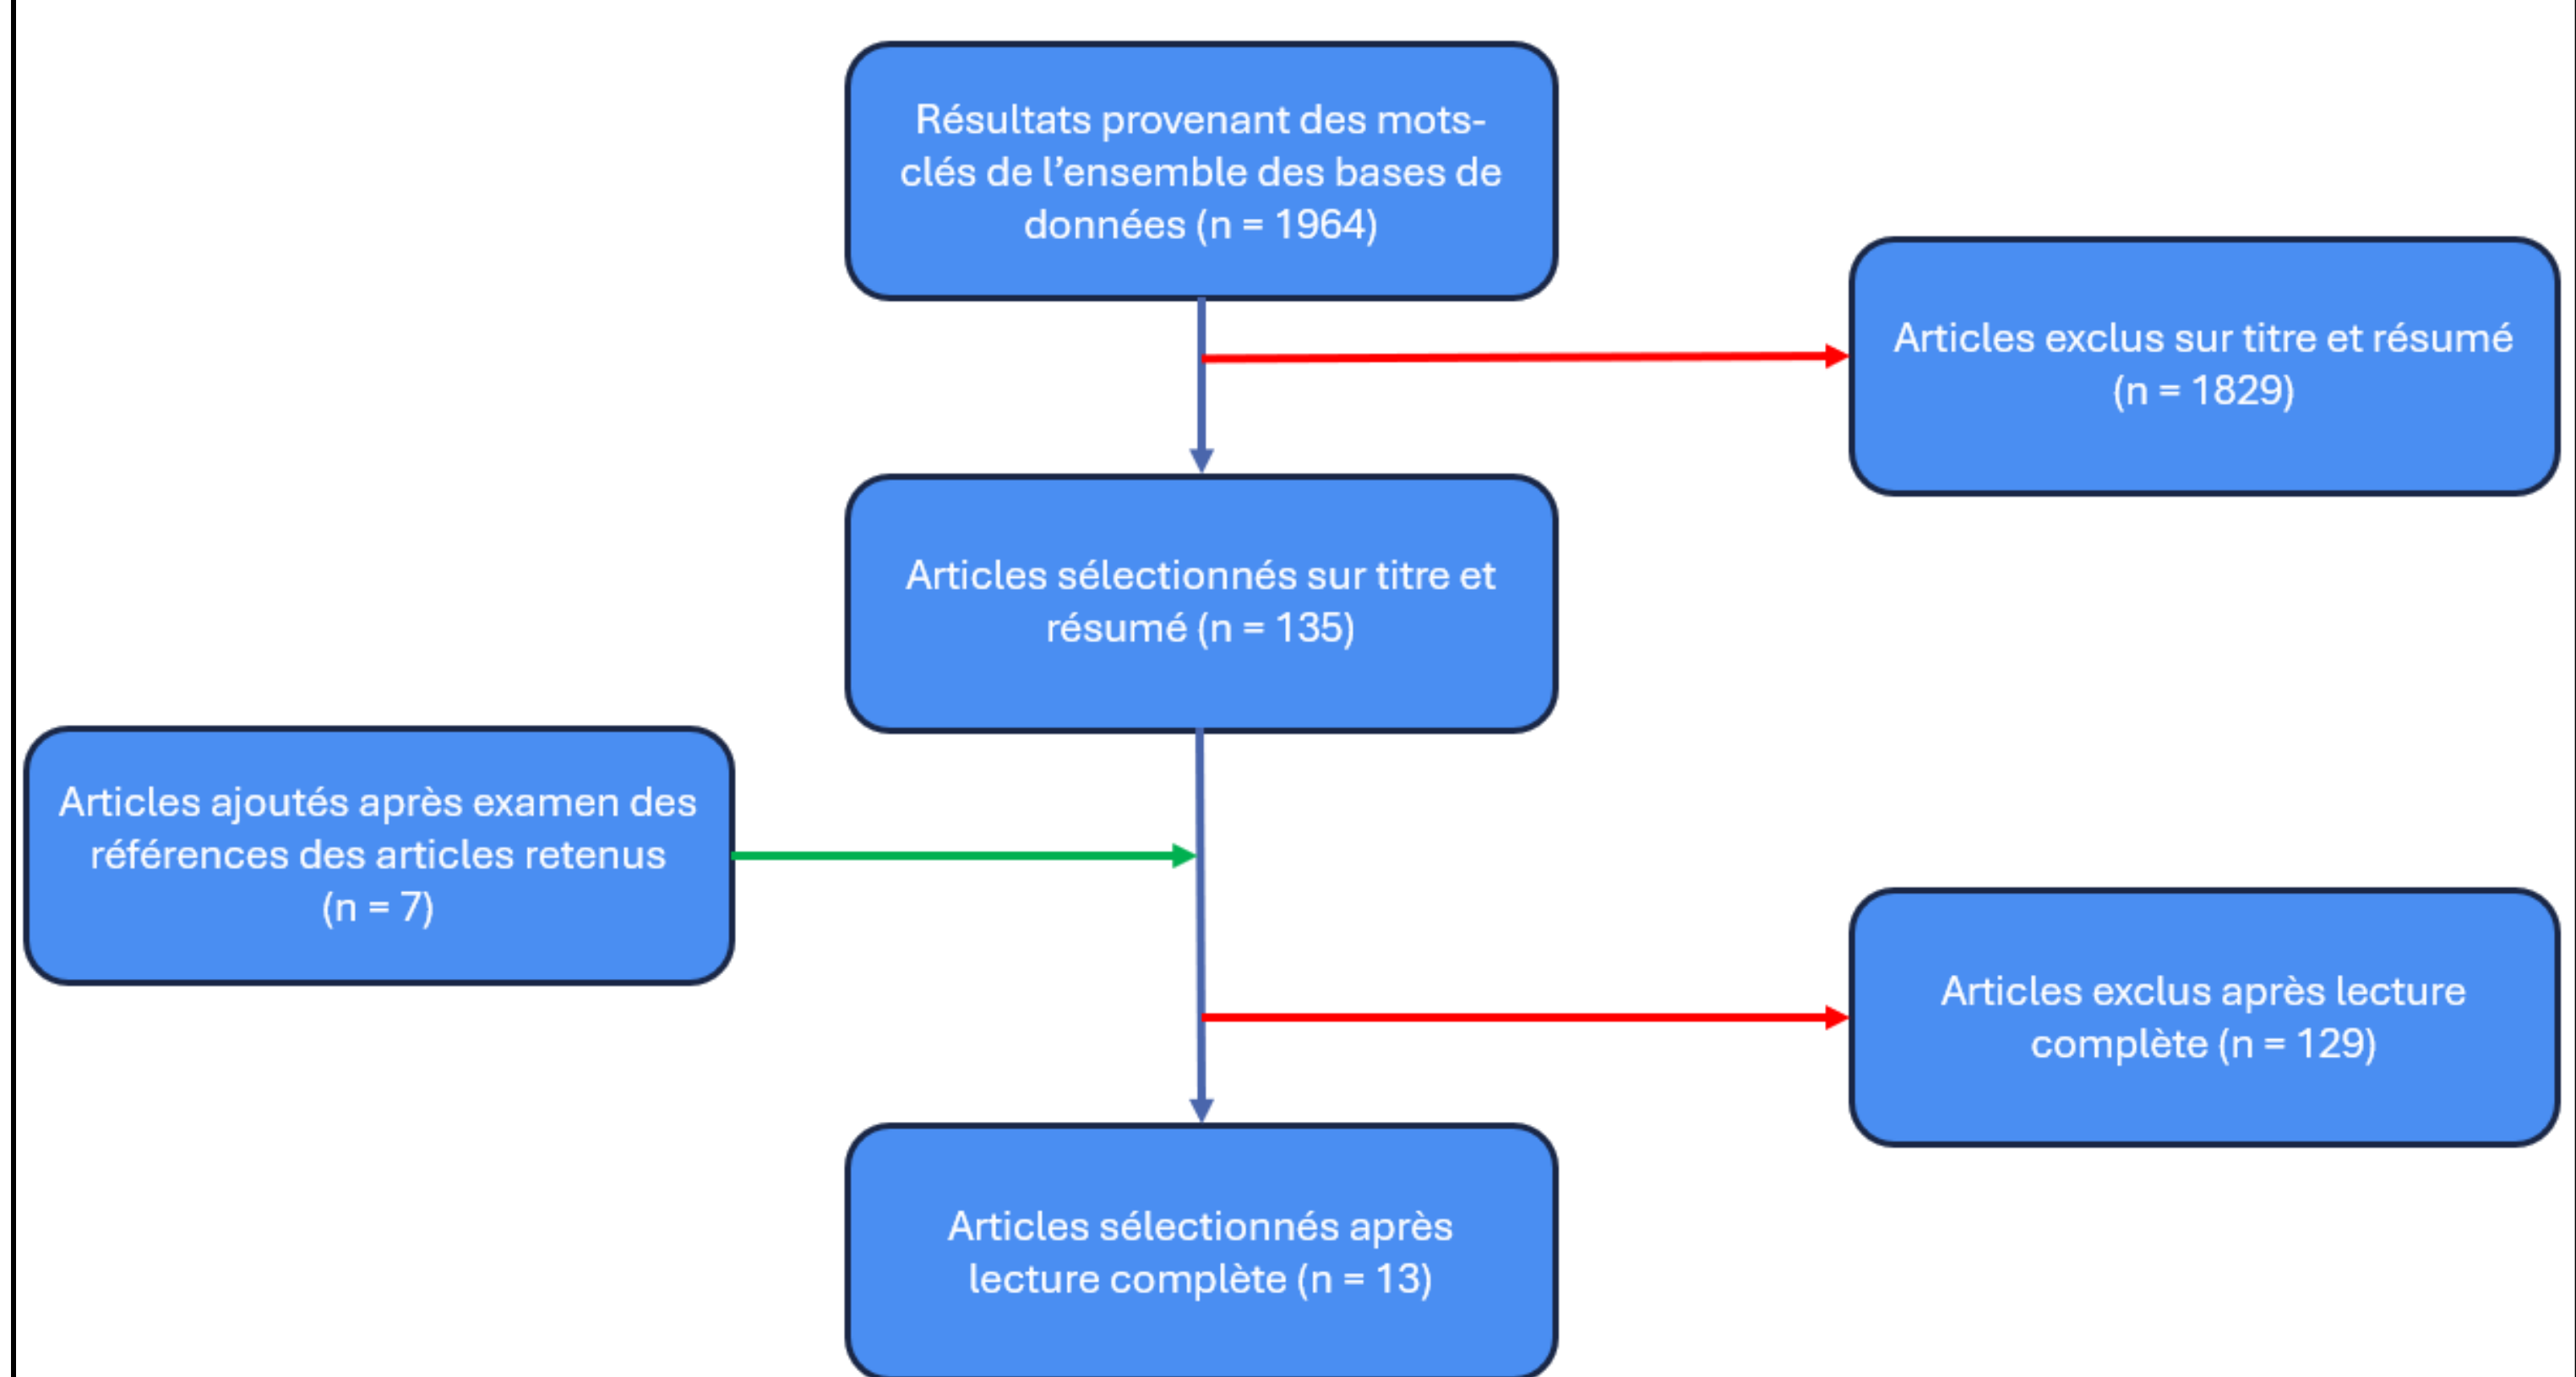 Résultats provenant des mots-
clés de l’ensemble des bases de
données (n = 1964)
Articles exclus sur titre et résumé
(n = 1829)
Articles sélectionnés sur titre et
résumé (n = 135)
Articles ajoutés après examen des
références des articles retenus
(n = 7)
Articles exclus après lecture
complète (n = 129)
Articles sélectionnés après
lecture complète (n = 13)